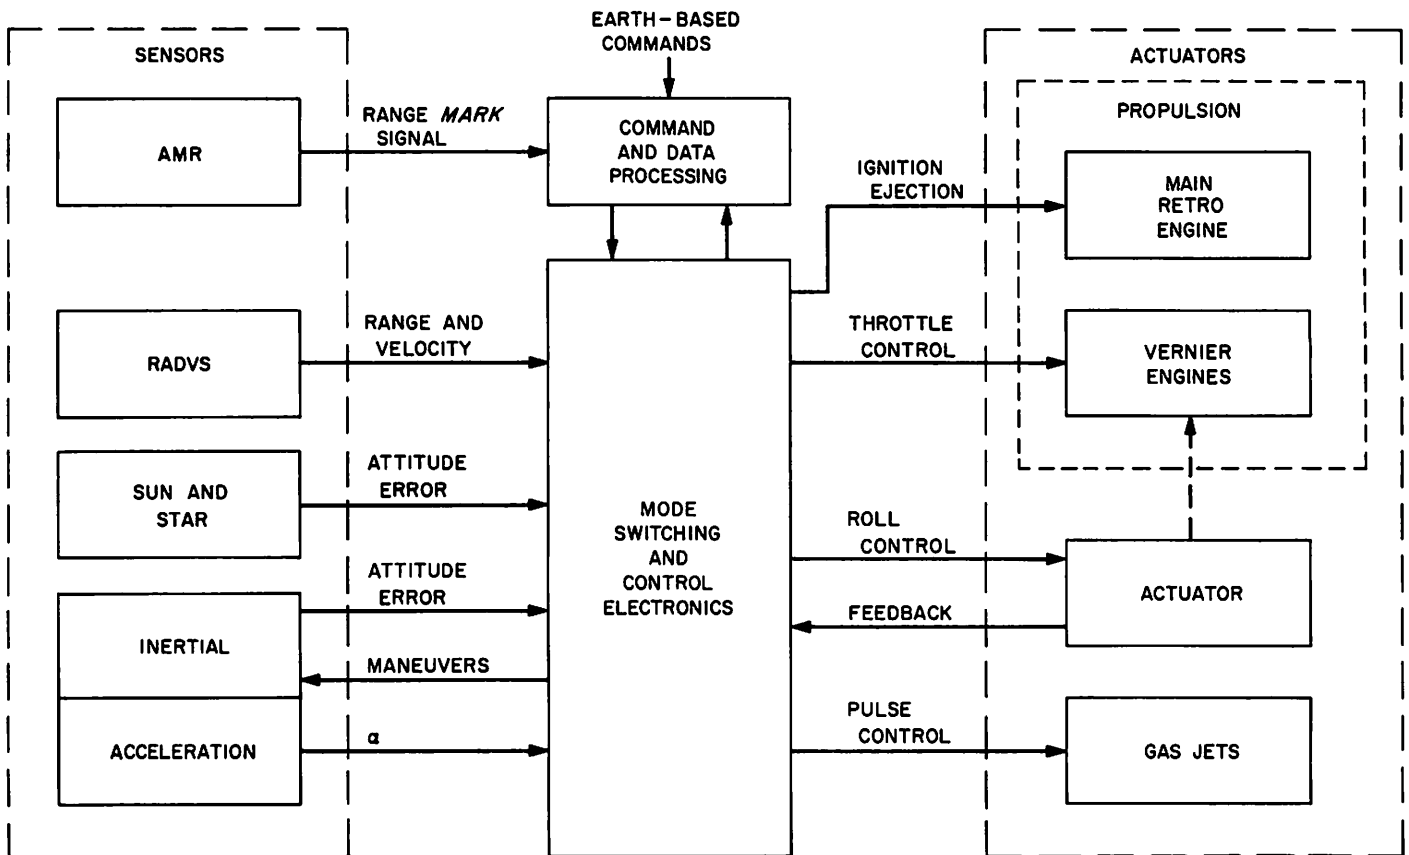 EARTH-BASED
COMMANDS
SENSORS
AMR
RANGE MARK
SIGNAL
COMMAND
AND DATA
PROCESSING
RADVS
RANGE AND
VELOCITY
SUN AND
STAR
ATTITUDE
ERROR
INERTIAL
ATTITUDE
ERROR
MANEUVERS
ACCELERATION
α
MODE
SWITCHING
AND
CONTROL
ELECTRONICS
ACTUATORS
PROPULSION
IGNITION
EJECTION
MAIN
RETRO
ENGINE
THROTTLE
CONTROL
VERNIER
ENGINES
ROLL
CONTROL
FEEDBACK
ACTUATOR
PULSE
CONTROL
GAS JETS